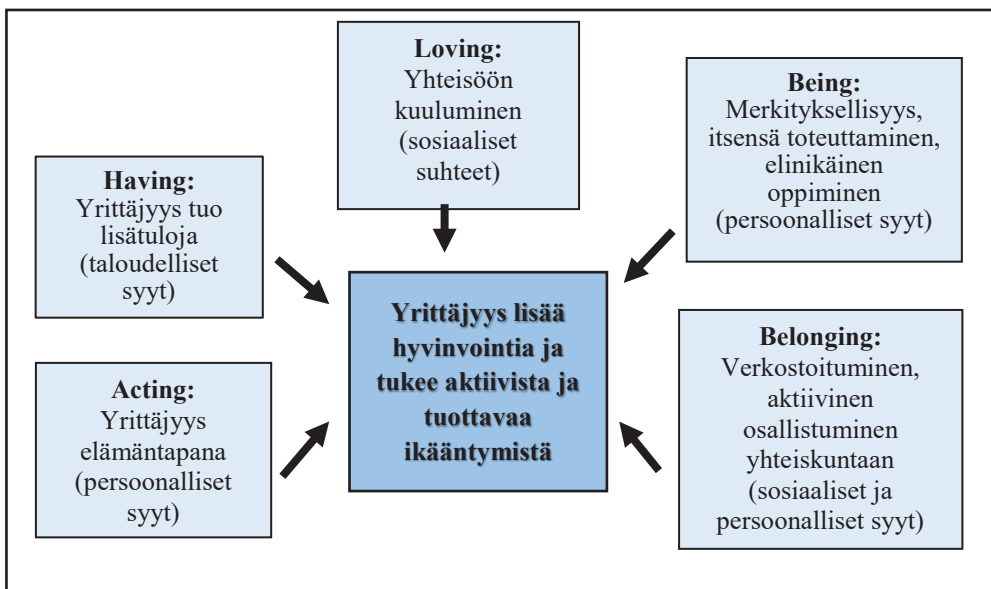 Loving:
Yhteisöön
kuuluminen
(sosiaaliset
suhteet)
Being:
Merkityksellisyys,
itsensä toteuttaminen,
elinikäinen
oppiminen
(persoonalliset syyt)
Having:
Yrittäjyys tuo
lisätuloja
(taloudelliset
syyt)
Yrittäjyys lisää
hyvinvointia ja
tukee aktiivista ja
tuottavaa
ikääntymistä
Acting:
Yrittäjyys
elämäntapana
(persoonalliset
syyt)
Belonging:
Verkostoituminen,
aktiivinen
osallistuminen
yhteiskuntaan
(sosiaaliset ja
persoonalliset syyt)